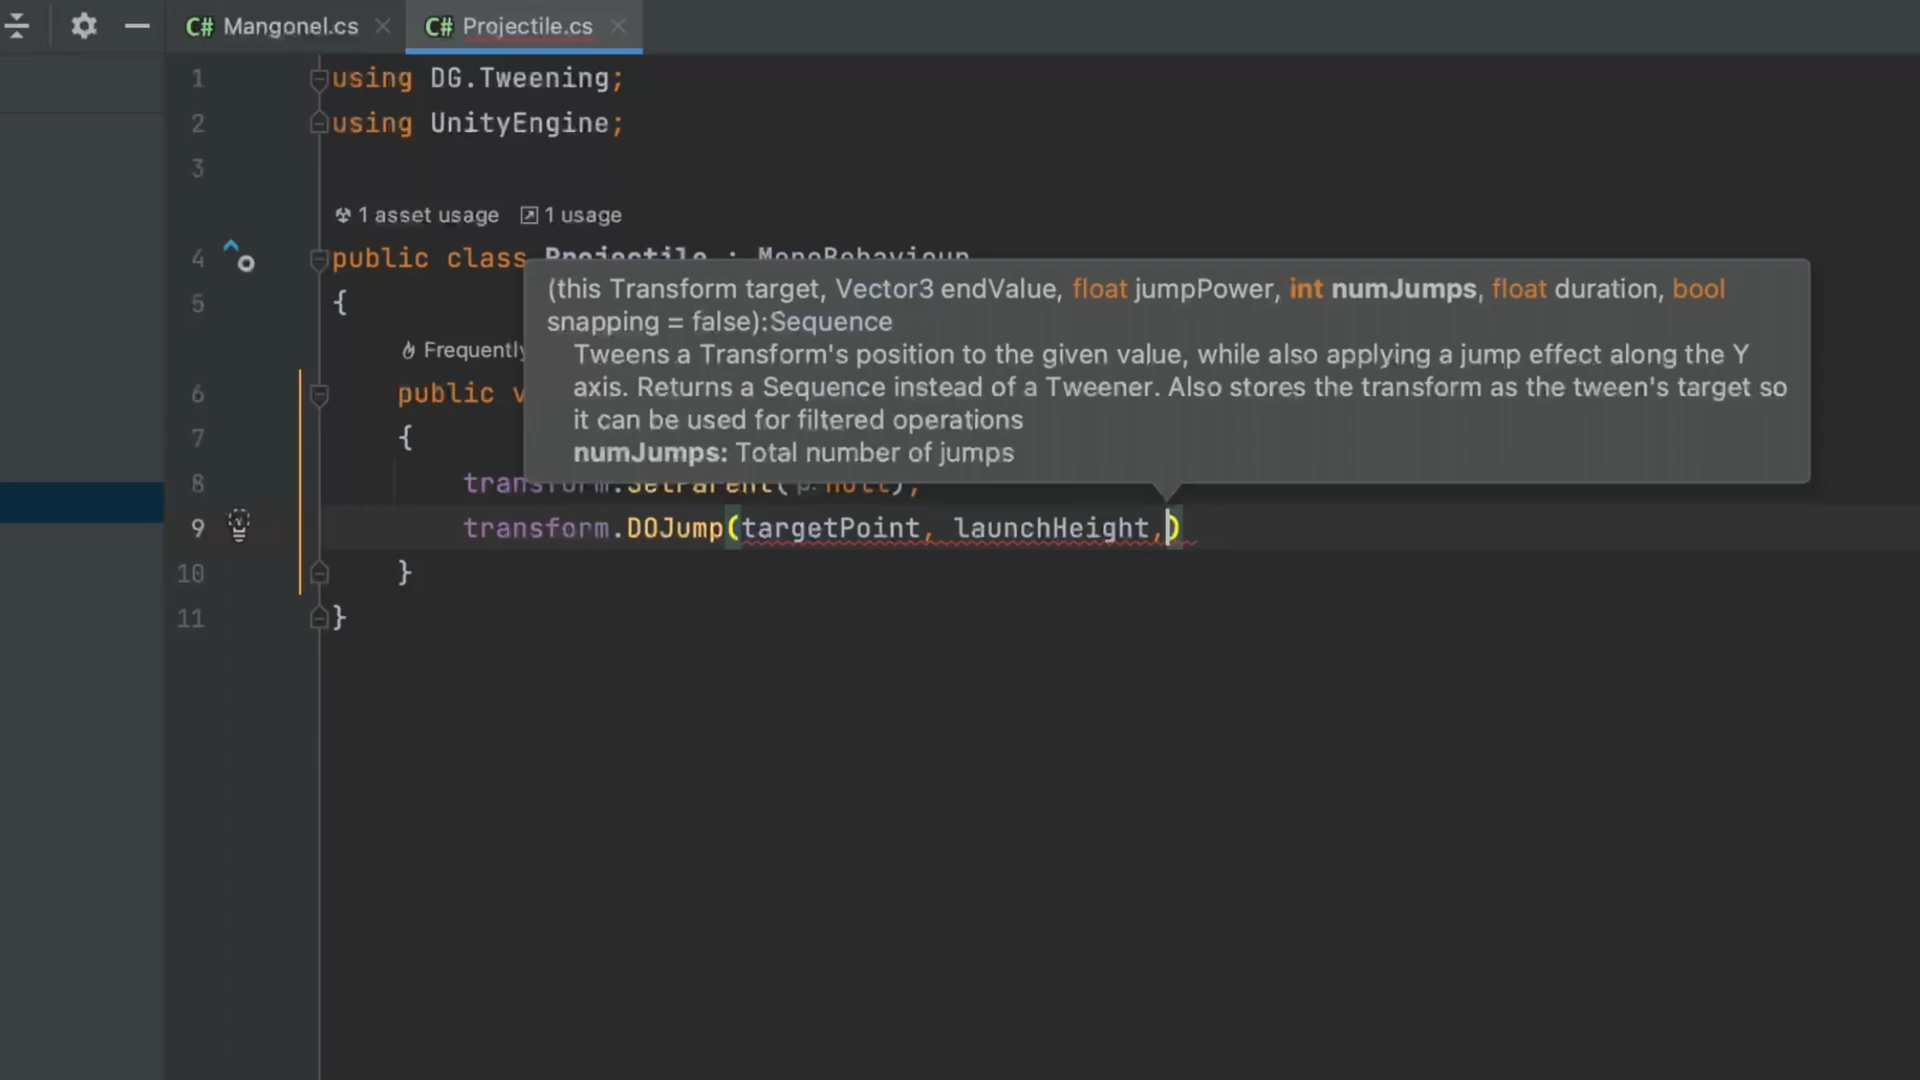 C# Mangonel.cs C# Projectile.cs
1 using DG.Tweening;
2 using UnityEngine;
3
1 asset usage 1 usage
4 public class Projectile : MonoBehaviour
(this Transform target, Vector3 endValue, float jumpPower, int numJumps, float duration, bool
5 {
snapping = false):Sequence
Frequently
Tweens a Transform's position to the given value, while also applying a jump effect along the Y
axis. Returns a Sequence instead of a Tweener. Also stores the transform as the tween's target so
6 public v
it can be used for filtered operations
7 {
numJumps: Total number of jumps
8 transform.SetParent(p: null);
9 transform.DOJump(targetPoint, launchHeight,)
10 }
11 }